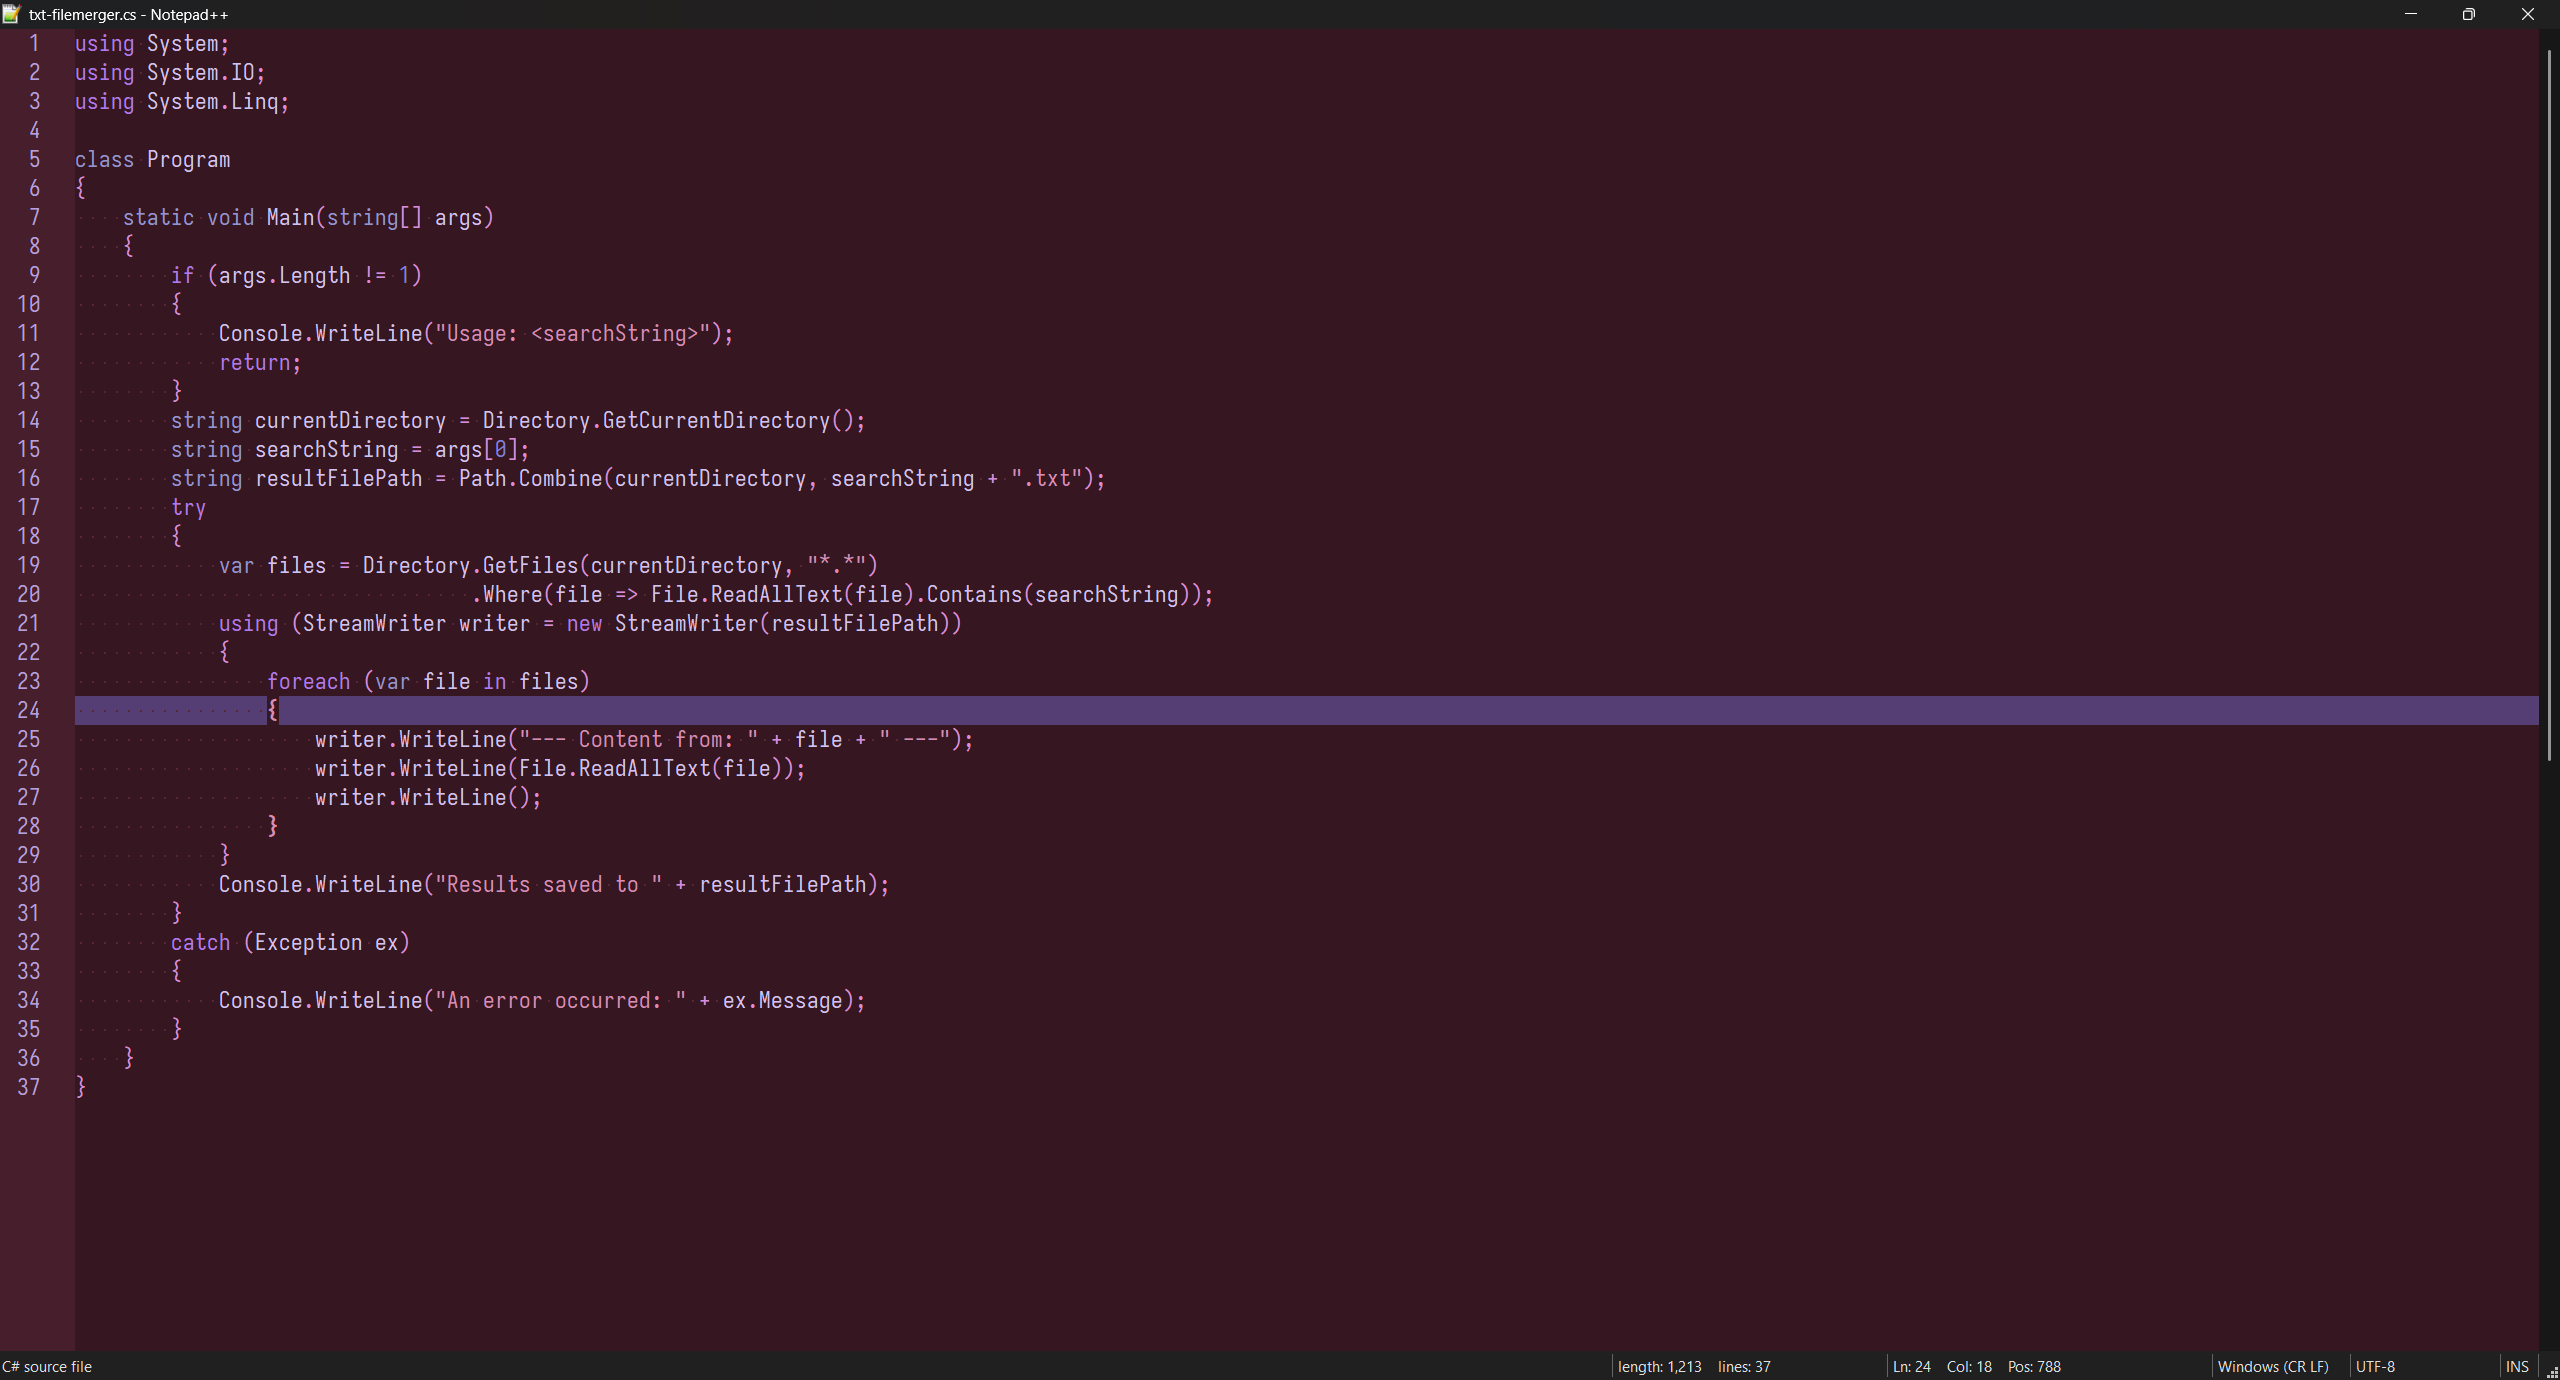 txt-filemerger.cs - Notepad++
1 using System;
2 using System.IO;
3 using System.Linq;
4
5 class Program
6 {
7     static void Main(string[] args)
8     {
9         if (args.Length != 1)
10         {
11             Console.WriteLine("Usage: <searchString>");
12             return;
13         }
14         string currentDirectory = Directory.GetCurrentDirectory();
15         string searchString = args[0];
16         string resultFilePath = Path.Combine(currentDirectory, searchString + ".txt");
17         try
18         {
19             var files = Directory.GetFiles(currentDirectory, "*.*")
20                                  .Where(file => File.ReadAllText(file).Contains(searchString));
21             using (StreamWriter writer = new StreamWriter(resultFilePath))
22             {
23                 foreach (var file in files)
24                 {
25                     writer.WriteLine("--- Content from: " + file + " ---");
26                     writer.WriteLine(File.ReadAllText(file));
27                     writer.WriteLine();
28                 }
29             }
30             Console.WriteLine("Results saved to " + resultFilePath);
31         }
32         catch (Exception ex)
33         {
34             Console.WriteLine("An error occurred: " + ex.Message);
35         }
36     }
37 }
C# source file length: 1,213 lines: 37 Ln: 24 Col: 18 Pos: 788 Windows (CR LF) UTF-8 INS